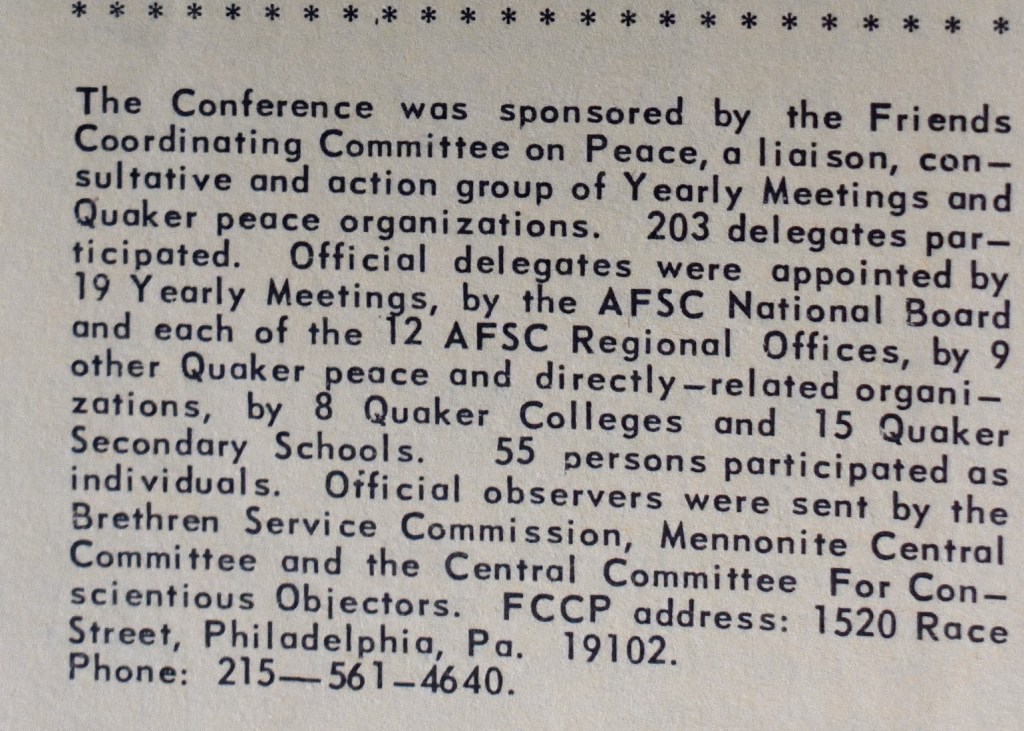 * * * * * * * * * * * * * * * * * * * * * * * *
The Conference was sponsored by the Friends
Coordinating Committee on Peace, a liaison, con—
sultative and action group of Yearly Meetings and
Quaker peace organizations. 203 delegates par—
ticipated. Official delegates were appointed by
19 Yearly Meetings, by the AFSC National Board
and each of the 12 AFSC Regional Offices, by 9
other Quaker peace and directly—related organi—
zations, by 8 Quaker Colleges and 15 Quaker
Secondary Schools. 55 persons participated as
individuals. Official observers were sent by the
Brethren Service Commission, Mennonite Central
Committee and the Central Committee For Con—
scientious Objectors. FCCP address: 1520 Race
Street, Philadelphia, Pa. 19102.
Phone: 215——561—4640.